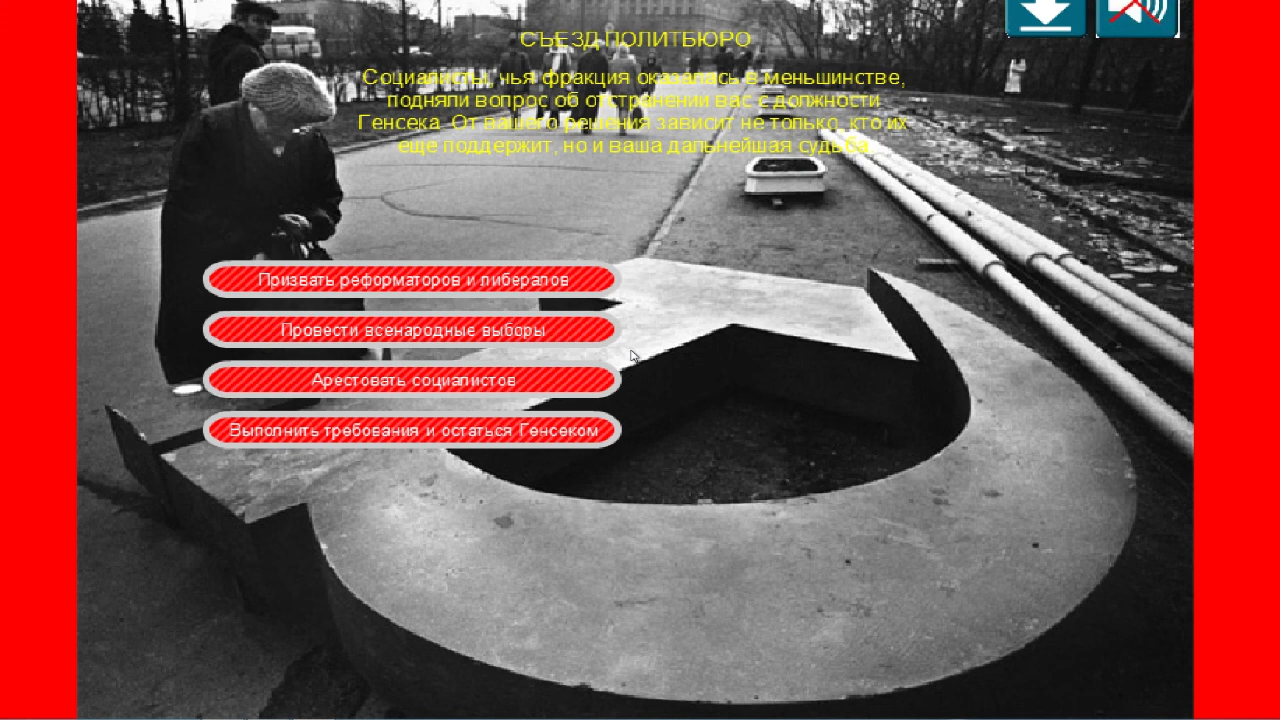 СЪЕЗД ПОЛИТБЮРО
Социалисты, чья фракция оказалась в меньшинстве,
подняли вопрос об отстранении вас с должности
Генсека. От вашего решения зависит не только, кто их
еще поддержит, но и ваша дальнейшая судьба.
Призвать реформаторов и либералов
Провести всенародные выборы
Арестовать социалистов
Выполнить требования и остаться Генсеком